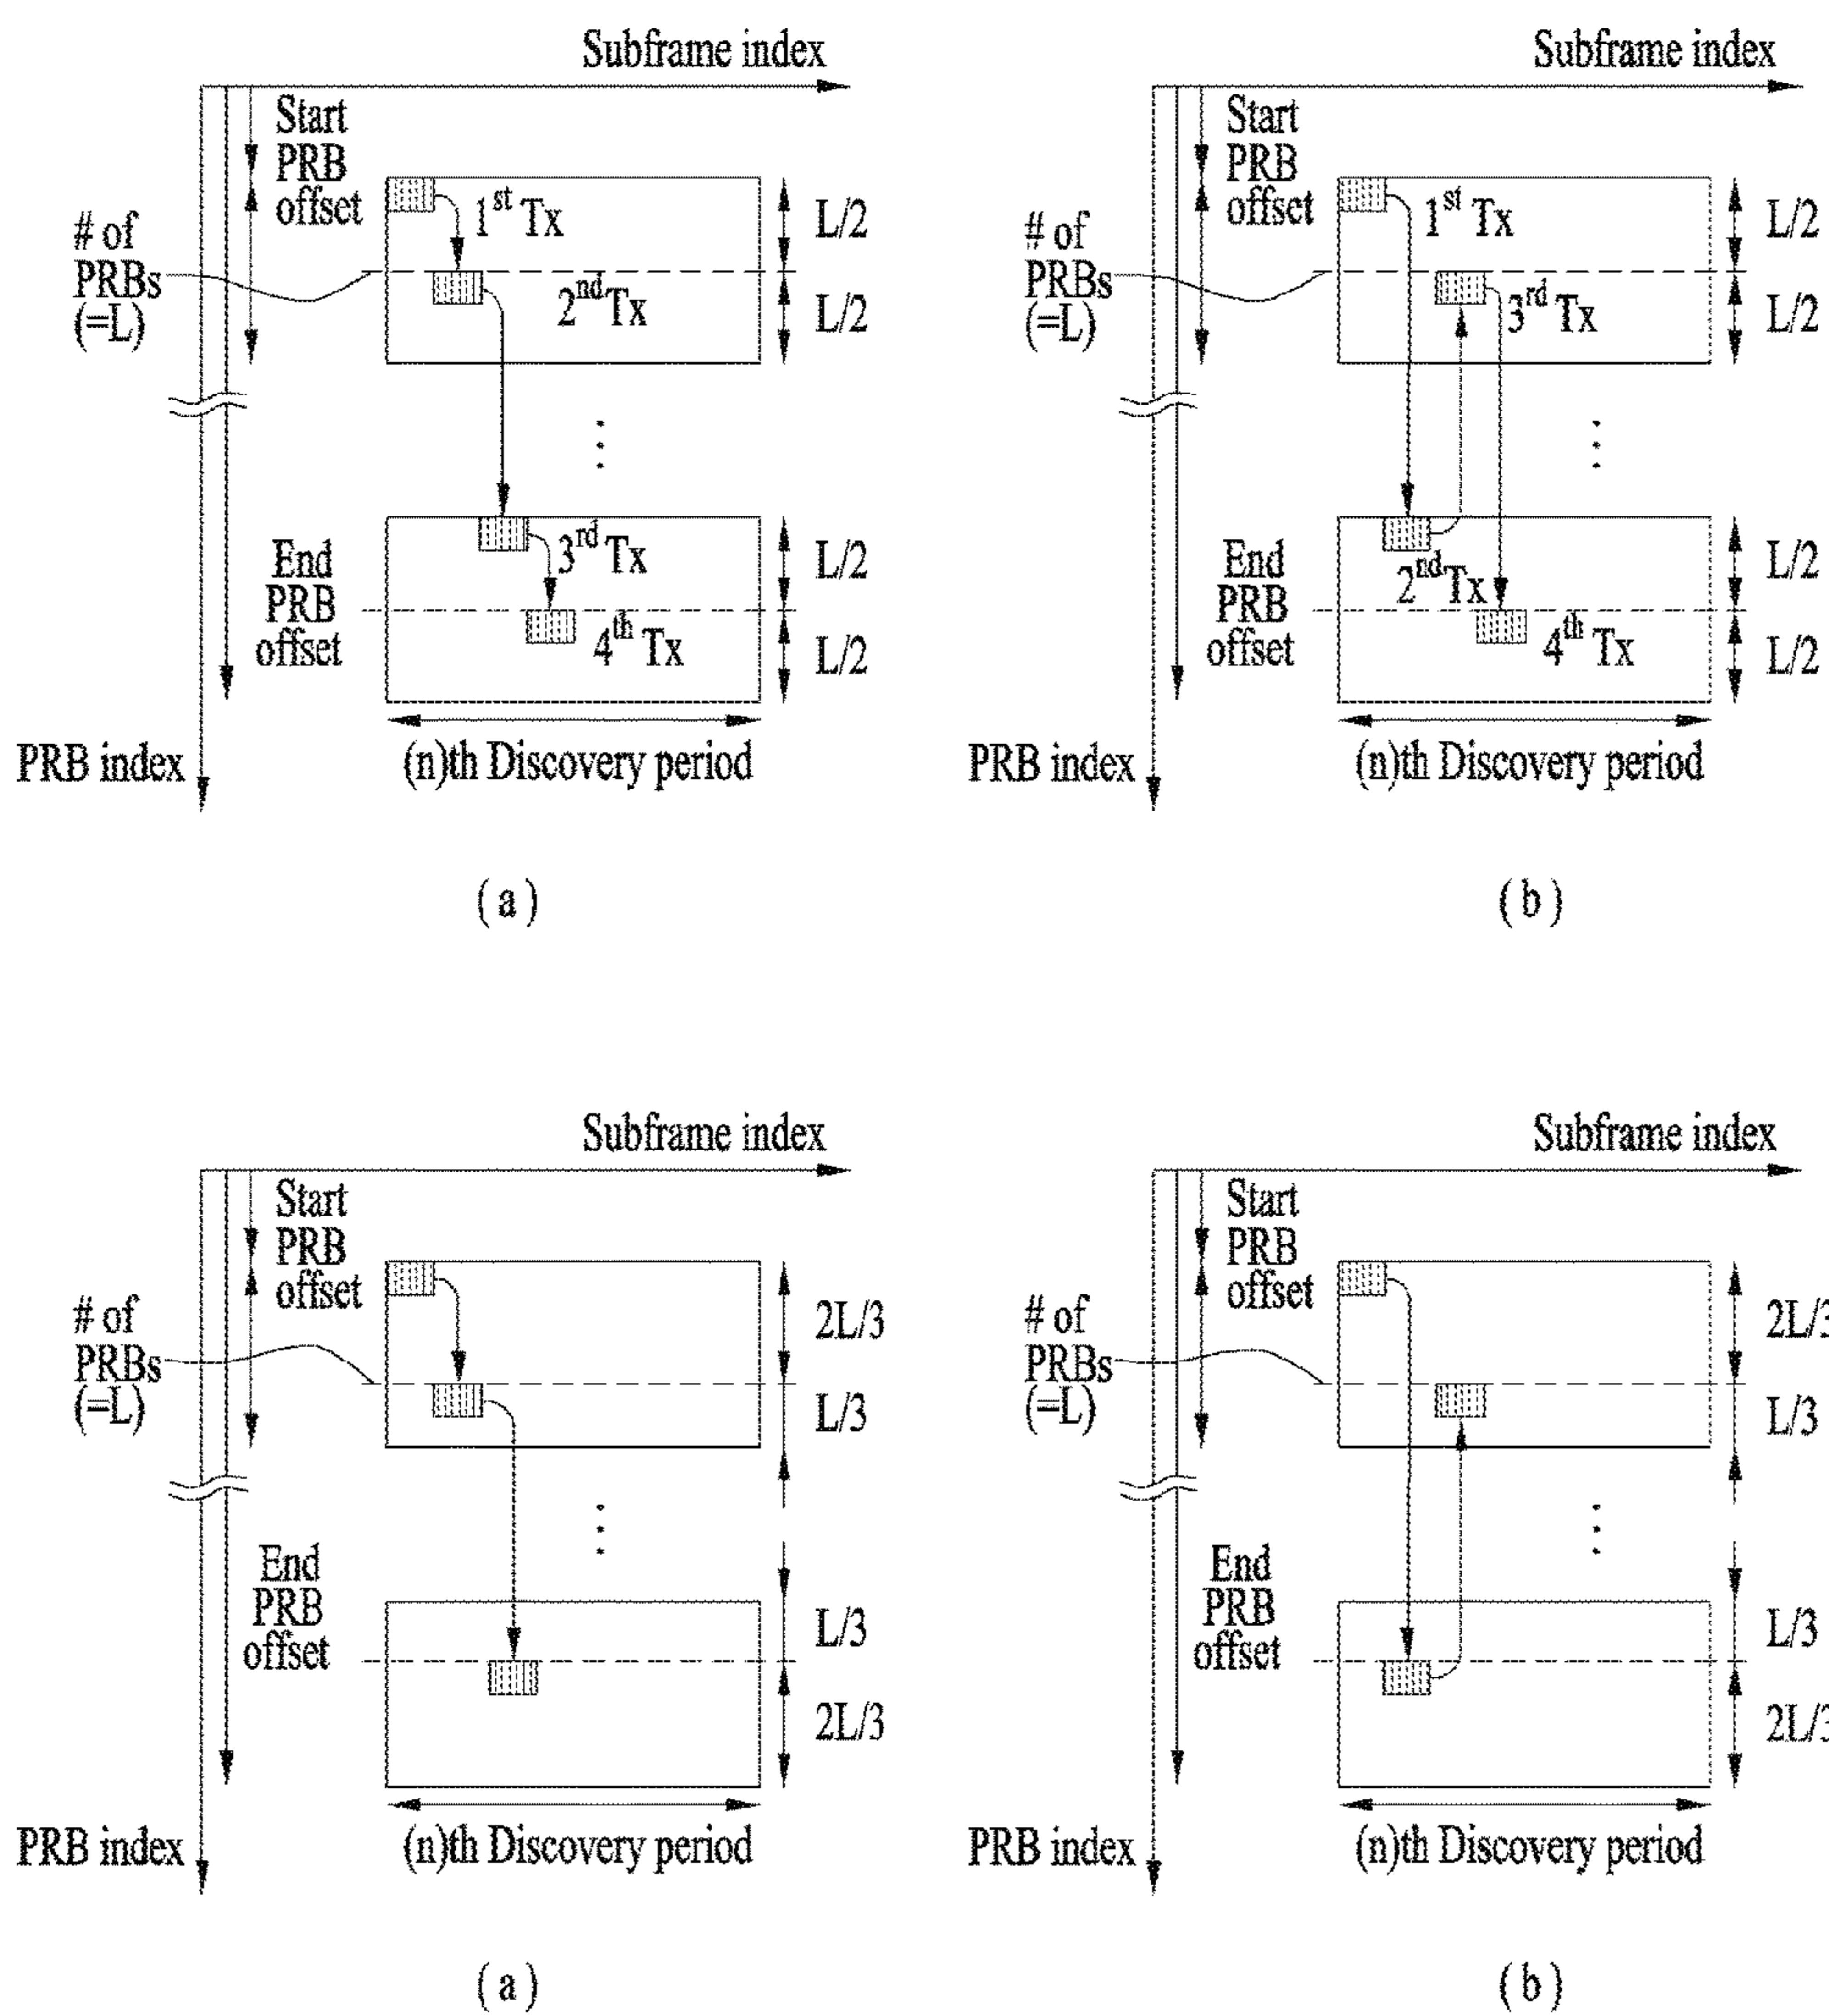 Subframe index
Start
PRB
offset
# of
PRBs
(=L)
1st Tx
2nd Tx
L/2
L/2
End
PRB
offset
3rd Tx
4th Tx
L/2
L/2
PRB index
(n)th Discovery period
(a)
Subframe index
Start
PRB
offset
# of
PRBs
(=L)
1st Tx
3rd Tx
L/2
L/2
End
PRB
offset
2nd Tx
4th Tx
L/2
L/2
PRB index
(n)th Discovery period
(b)
Subframe index
Start
PRB
offset
# of
PRBs
(=L)
2L/3
L/3
End
PRB
offset
L/3
2L/3
PRB index
(n)th Discovery period
(a)
Subframe index
Start
PRB
offset
# of
PRBs
(=L)
2L/3
L/3
End
PRB
offset
L/3
2L/3
PRB index
(n)th Discovery period
(b)